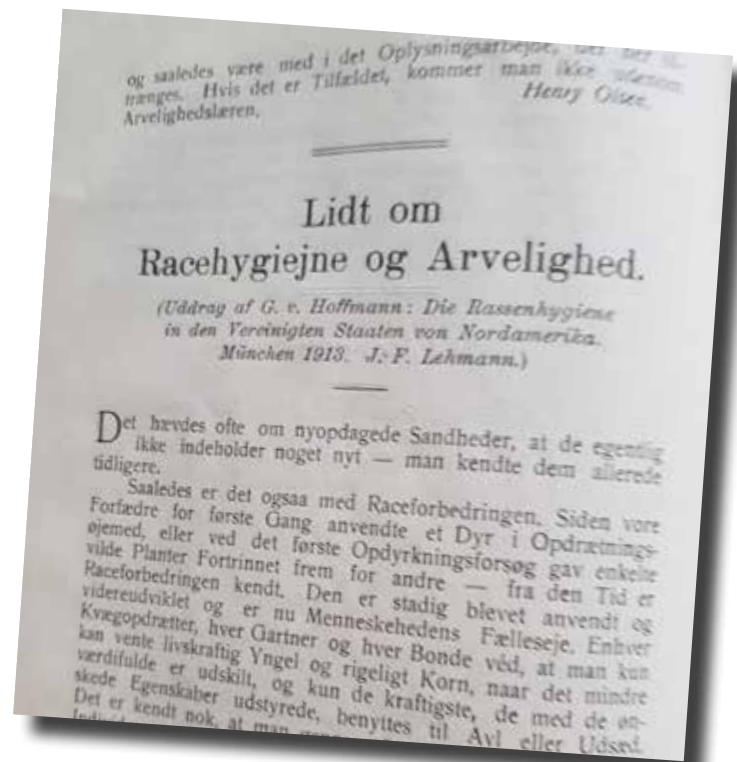 og saaledes være med i det Oplysningsarbejde,
trænges. Hvis det er Tilfældet, kommer man ikke udenom
Arvelighedslæren.
Henry Olsen.
Lidt om
Racehygiejne og Arvelighed.
(Uddrag af G. v. Hoffmann: Die Rassenhygiene
in den Vereinigten Staaten von Nordamerika.
München 1913. J. F. Lehmann.)
Det hævdes ofte om nyopdagede Sandheder, at de egentlig
ikke indeholder noget nyt — man kendte dem allerede
tidligere.
Saaledes er det ogsaa med Raceforbedringen. Siden vore
Forfædre for første Gang anvendte et Dyr i Opdrætnings-
øjemed, eller ved det første Opdyrkningsforsøg gav enkelte
vilde Planter Fortrinnet frem for andre — fra den Tid er
Raceforbedringen kendt. Den er stadig blevet anvendt og
videreudviklet og er nu Menneskehedens Fælleseje. Enhver
Kvægopdrætter, hver Gartner og hver Bonde véd, at man kun
kan vente livskraftig Yngel og rigeligt Korn, naar det mindre
værdifulde er udskilt, og kun de kraftigste, de med de øn-
skede Egenskaber udstyrede, benyttes til Avl eller Udsæd.
Det er kendt nok, at man